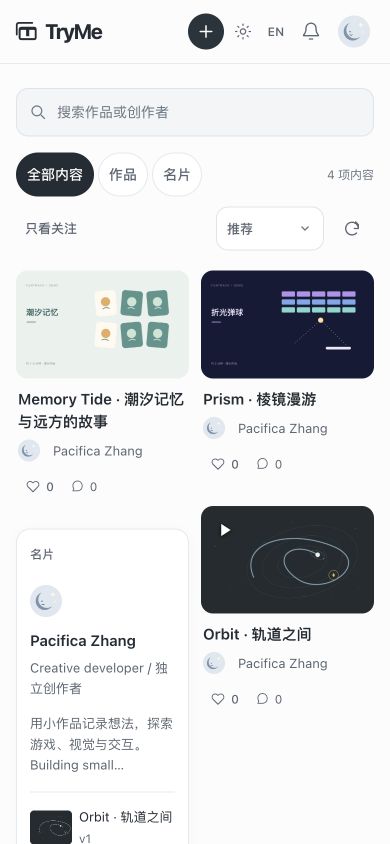 TryMe
EN
搜索作品或创作者
全部内容
作品
名片
4 项内容
只看关注
推荐
潮汐记忆
折光弹球
Memory Tide · 潮汐记忆
与远方的故事
Pacifica Zhang
0
0
Prism · 棱镜漫游
Pacifica Zhang
0
0
名片
Pacifica Zhang
Creative developer / 独
立创作者
用小作品记录想法，探索
游戏、视觉与交互。
Building small...
Orbit · 轨道之间
v1
Orbit · 轨道之间
Pacifica Zhang
0
0